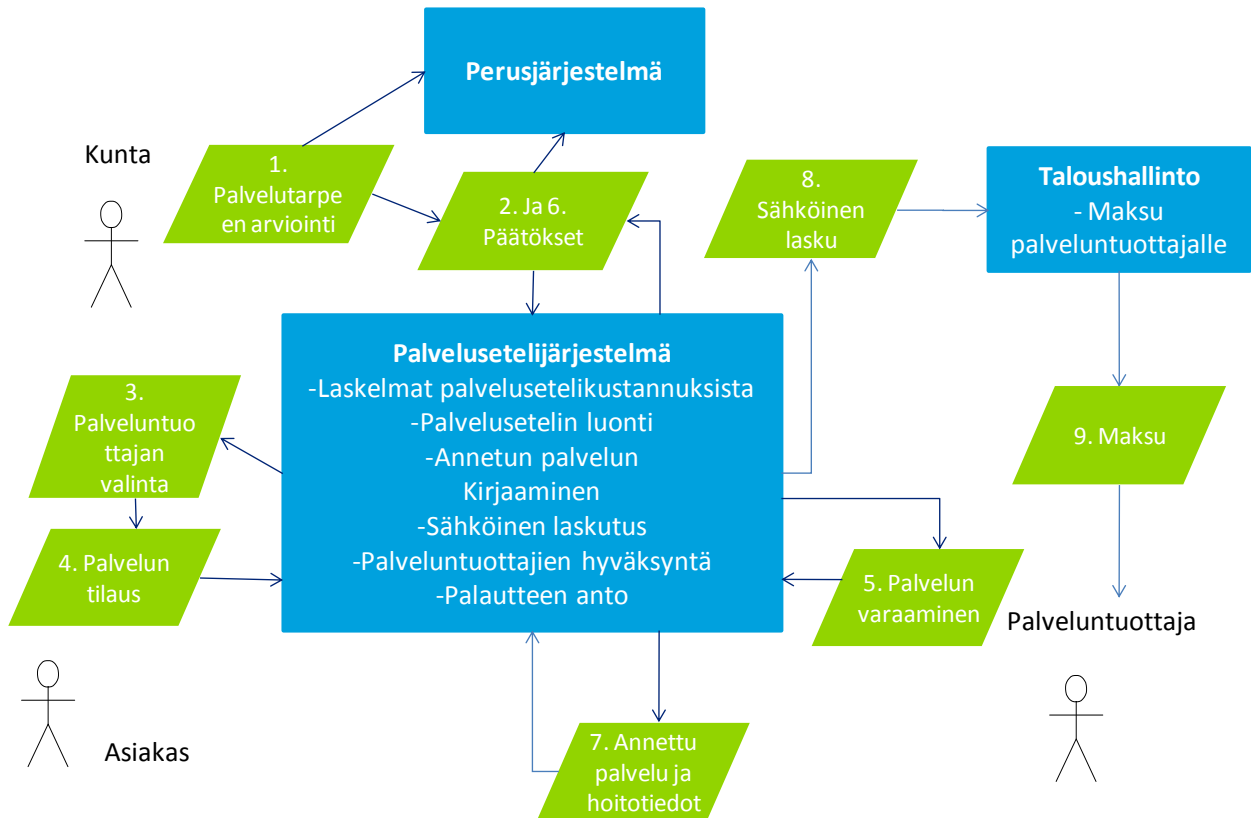 Perusjärjestelmä
Kunta
1.
Palvelutarpe
en arviointi
2. Ja 6.
Päätökset
8.
Sähköinen
lasku
Taloushallinto
- Maksu
palveluntuottajalle
Palvelusetelijärjestelmä
-Laskelmat palvelusetelikustannuksista
-Palvelusetelin luonti
-Annetun palvelun
Kirjaaminen
-Sähköinen laskutus
-Palveluntuottajien hyväksyntä
-Palautteen anto
3.
Palveluntuo
ttajan
valinta
4. Palvelun
tilaus
9. Maksu
5. Palvelun
varaaminen
Palveluntuottaja
Asiakas
7. Annettu
palvelu ja
hoitotiedot